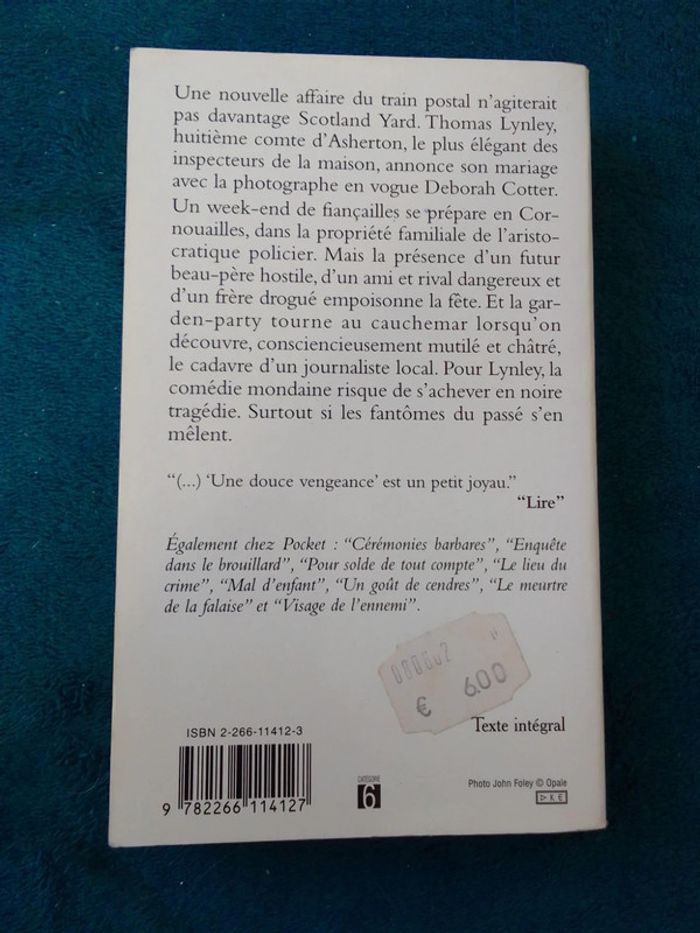 Une nouvelle affaire du train postal n'agiterait
pas davantage Scotland Yard. Thomas Lynley,
huitième comte d'Asherton, le plus élégant des
inspecteurs de la maison, annonce son mariage
avec la photographe en vogue Deborah Cotter.
Un week-end de fiançailles se prépare en Cor-
nouailles, dans la propriété familiale de l'aristo-
cratique policier. Mais la présence d'un futur
beau-père hostile, d'un ami et rival dangereux et
d'un frère drogué empoisonne la fête. Et la gar-
den-party tourne au cauchemar lorsqu'on
découvre, consciencieusement mutilé et châtré,
le cadavre d'un journaliste local. Pour Lynley, la
comédie mondaine risque de s'achever en noire
tragédie. Surtout si les fantômes du passé s'en
mêlent.
“(...) ‘Une douce vengeance’ est un petit joyau.”
“Lire”
Également chez Pocket : “Cérémonies barbares”, “Enquête
dans le brouillard”, “Pour solde de tout compte”, “Le lieu du
crime”, “Mal d'enfant”, “Un goût de cendres”, “Le meurtre
de la falaise” et “Visage de l'ennemi”.
080602
€ 6.00
Texte intégral
ISBN 2-266-11412-3
9 782266 114127
CATÉGORIE
6
Photo John Foley © Opale